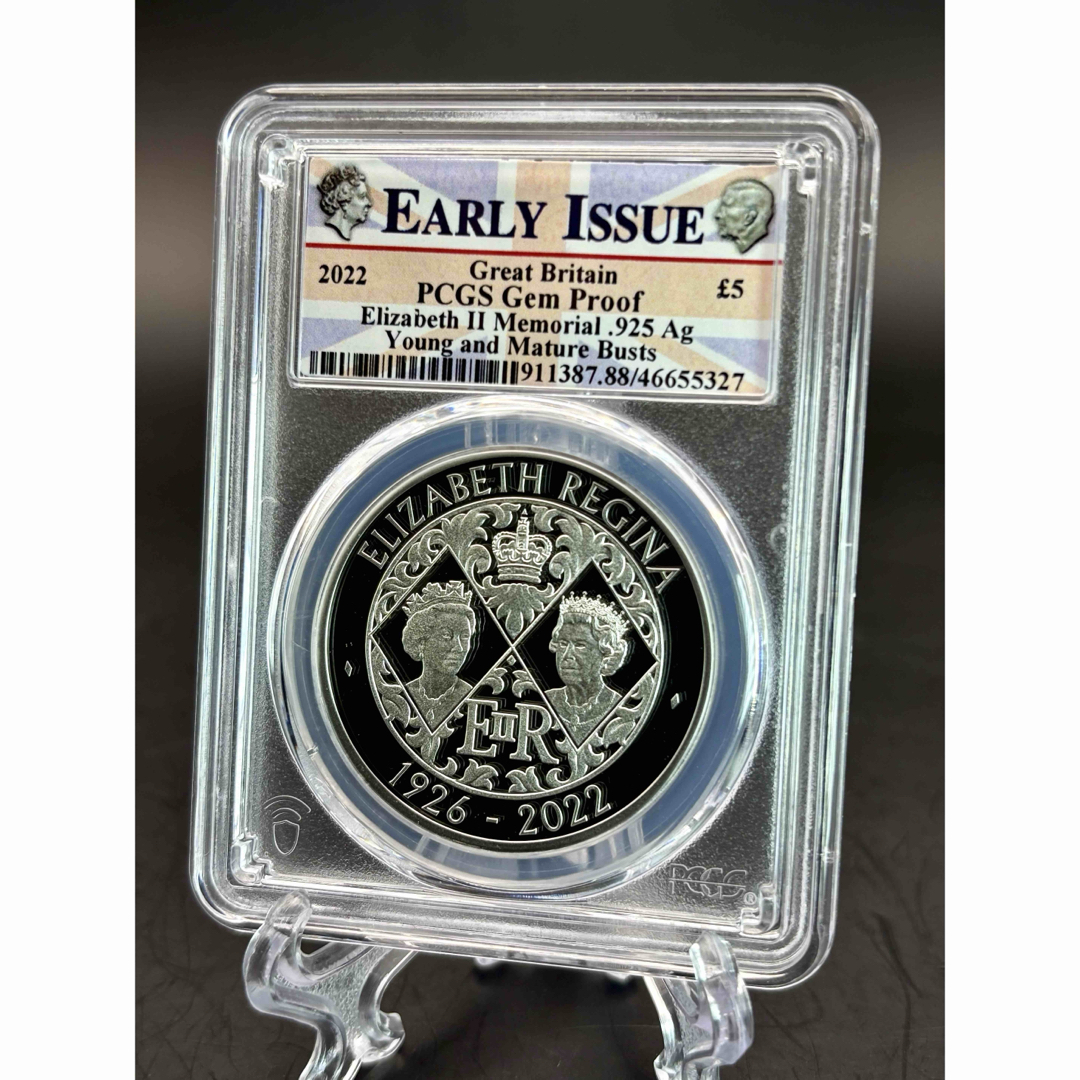 EARLY ISSUE
2022 Great Britain £5
PCGS Gem Proof
Elizabeth II Memorial .925 Ag
Young and Mature Busts
911387.88/46655327
ELIZABETH REGINA
EIIR
1926 - 2022
PCGS ®